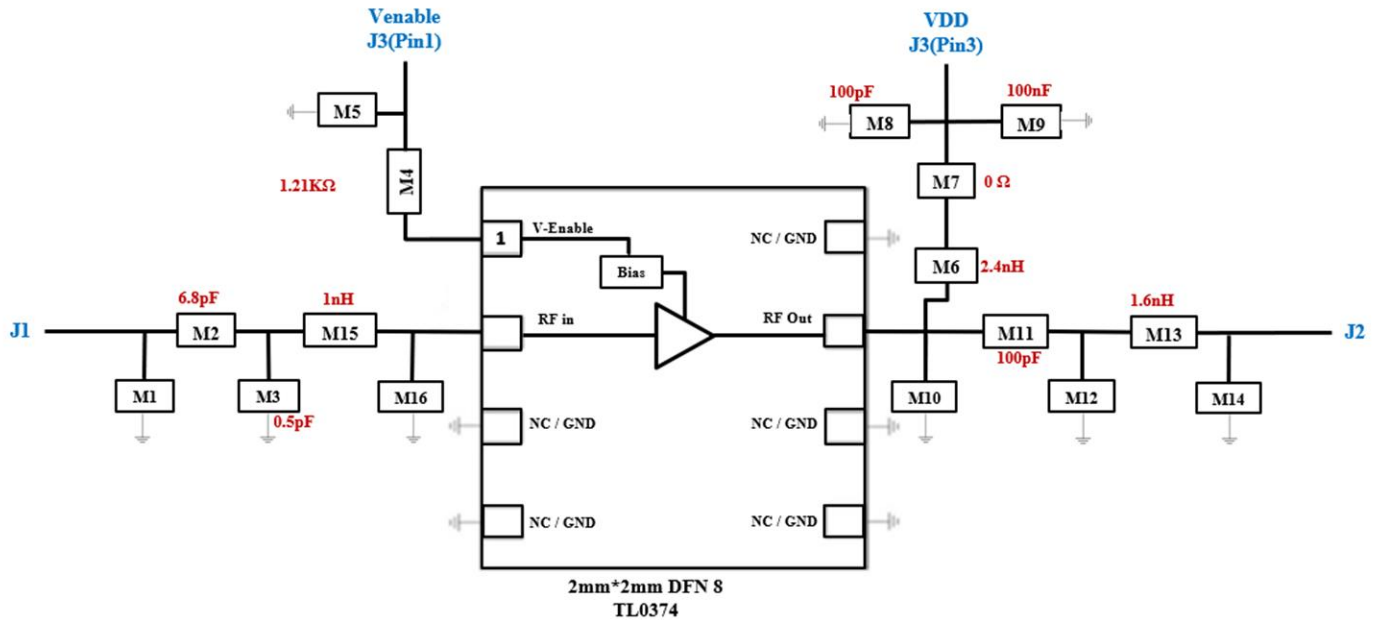 Venable
J3(Pin1)
VDD
J3(Pin3)
100pF
100nF
M5
M8
M9
1.21KΩ
M4
M7
0 Ω
1
V-Enable
NC / GND
Bias
M6
2.4nH
6.8pF
1nH
1.6nH
J1
M2
M15
RF in
RF Out
M11
M13
J2
100pF
M1
M3
M16
M10
M12
M14
0.5pF
NC / GND
NC / GND
NC / GND
NC / GND
2mm*2mm DFN 8
TL0374